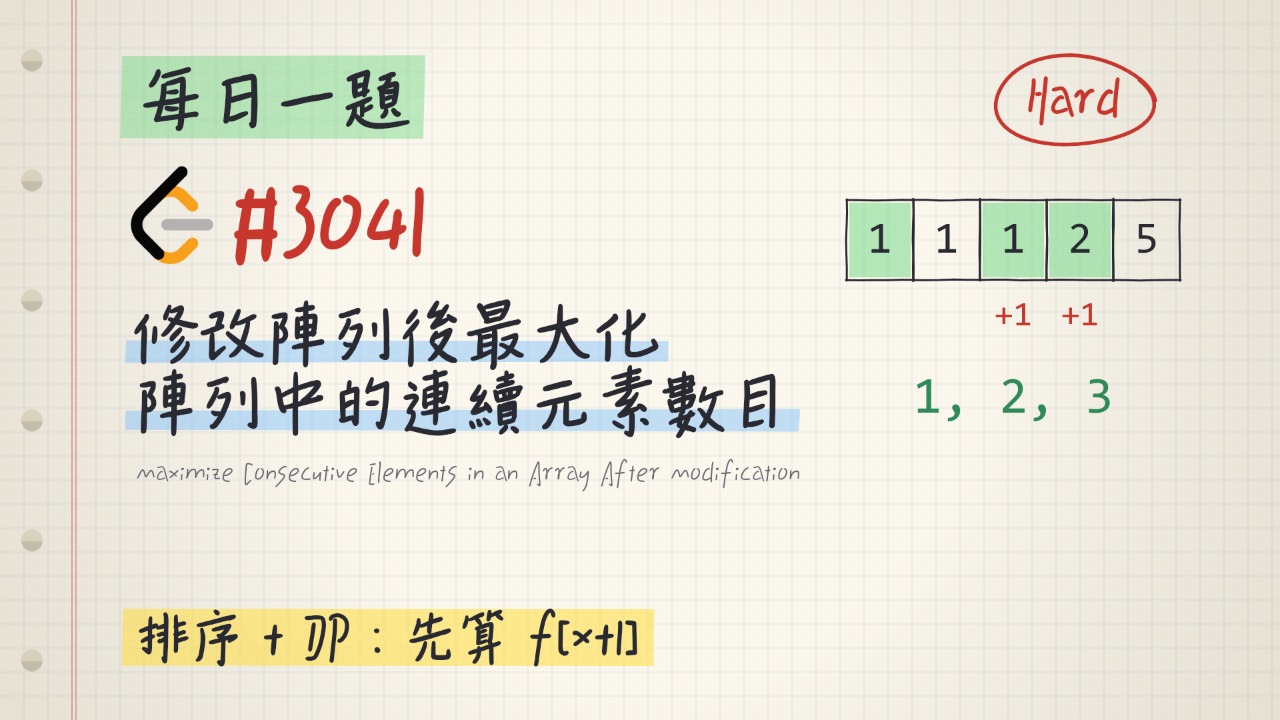 每日一題
Hard
#3041
1 1 1 2 5
+1 +1
修改陣列後最大化
陣列中的連續元素數目
1, 2, 3
maximize Consecutive Elements in an Array After modification
排序 + DP：先算 f[x+1]